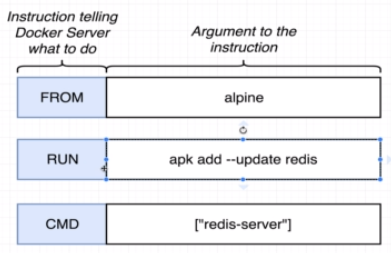 Instruction telling
Docker Server
what to do
Argument to the
instruction
FROM
alpine
RUN
apk add --update redis
CMD
["redis-server"]